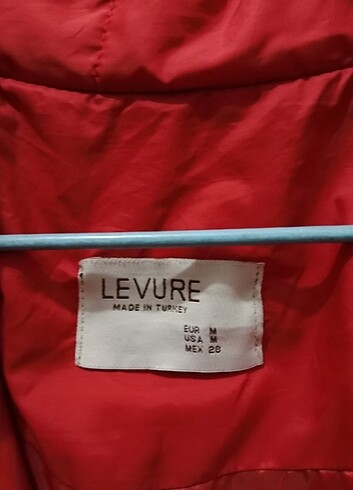 LEVURE
MADE IN TURKEY
EUR M
USA M
MEX 28